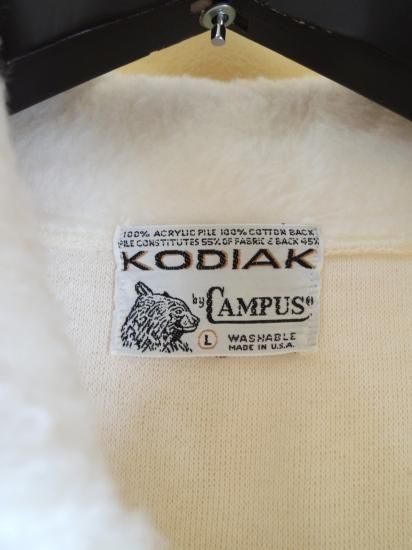 100% ACRYLIC PILE 100% COTTON BACK
PILE CONSTITUTES 55% OF FABRIC & BACK 45%
KODIAK
by CAMPUS®
L WASHABLE
MADE IN U.S.A.